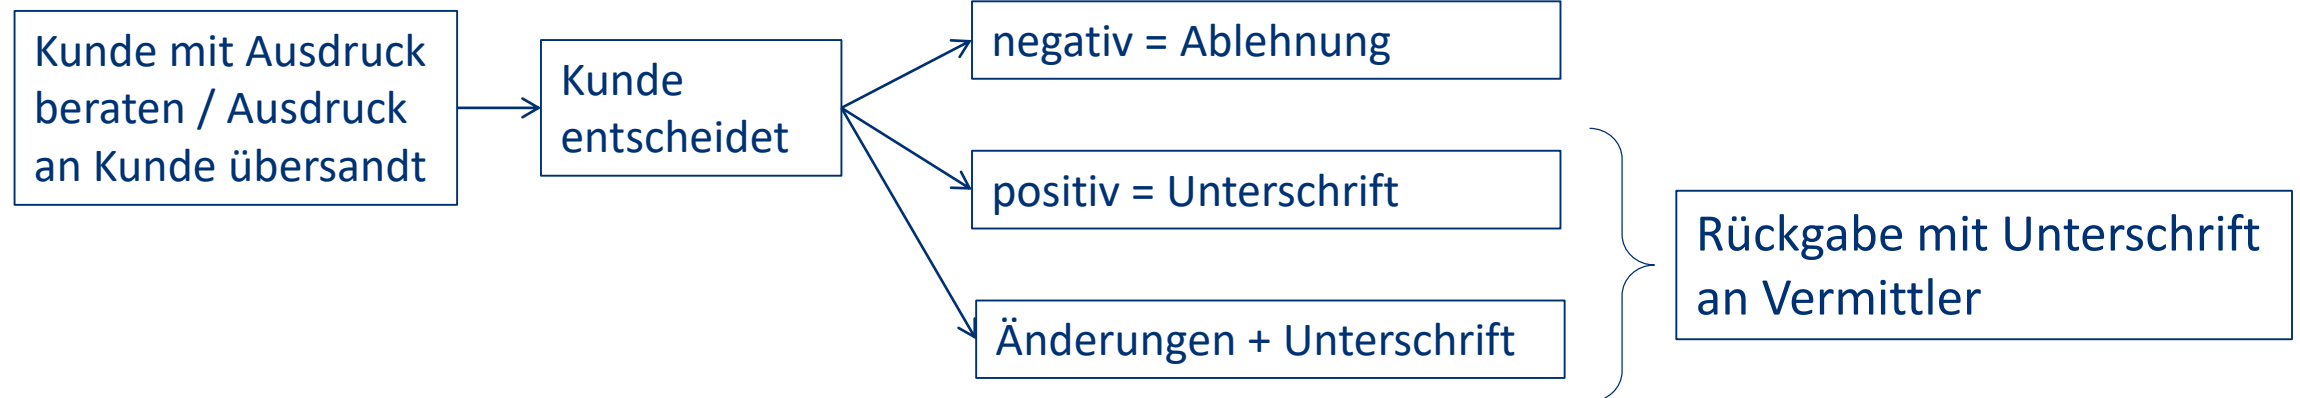 Kunde mit Ausdruck
beraten / Ausdruck
an Kunde übersandt
Kunde
entscheidet
negativ = Ablehnung
positiv = Unterschrift
Änderungen + Unterschrift
Rückgabe mit Unterschrift
an Vermittler